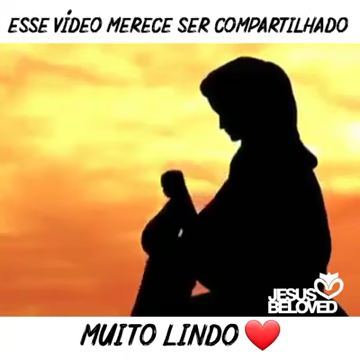 ESSE VÍDEO MERECE SER COMPARTILHADO
JESUS
BELOVED
MUITO LINDO ❤️